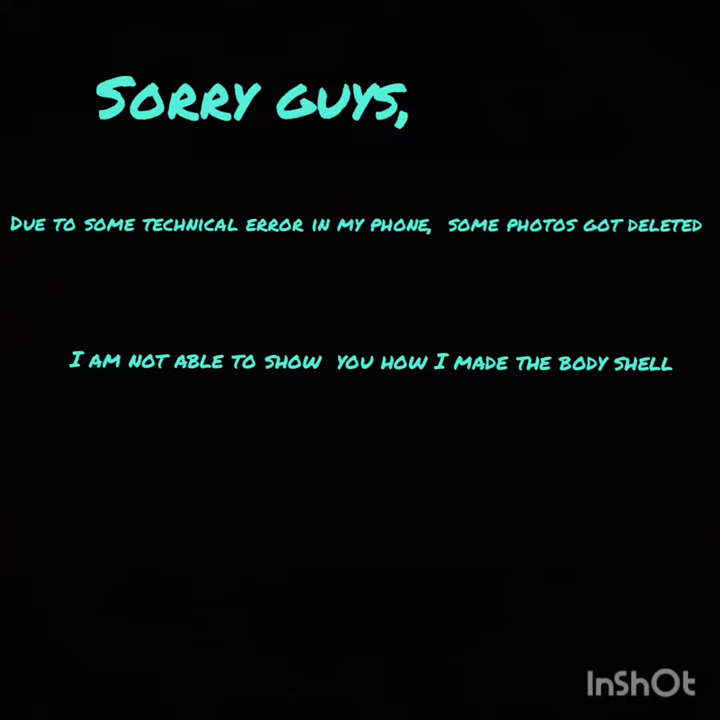 SORRY GUYS,
DUE TO SOME TECHNICAL ERROR IN MY PHONE, SOME PHOTOS GOT DELETED
I AM NOT ABLE TO SHOW YOU HOW I MADE THE BODY SHELL
InShOt